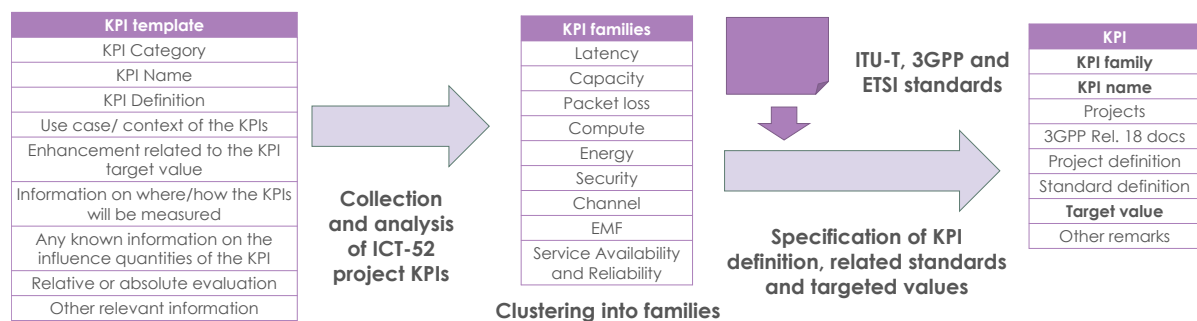 KPI template
KPI Category
KPI Name
KPI Definition
Use case/ context of the KPIs
Enhancement related to the KPI
target value
Information on where/how the KPIs
will be measured
Any known information on the
influence quantities of the KPI
Relative or absolute evaluation
Other relevant information
Collection
and analysis
of ICT-52
project KPIs
KPI families
Latency
Capacity
Packet loss
Compute
Energy
Security
Channel
EMF
Service Availability
and Reliability
Clustering into families
ITU-T, 3GPP and
ETSI standards
Specification of KPI
definition, related standards
and targeted values
KPI
KPI family
KPI name
Projects
3GPP Rel. 18 docs
Project definition
Standard definition
Target value
Other remarks